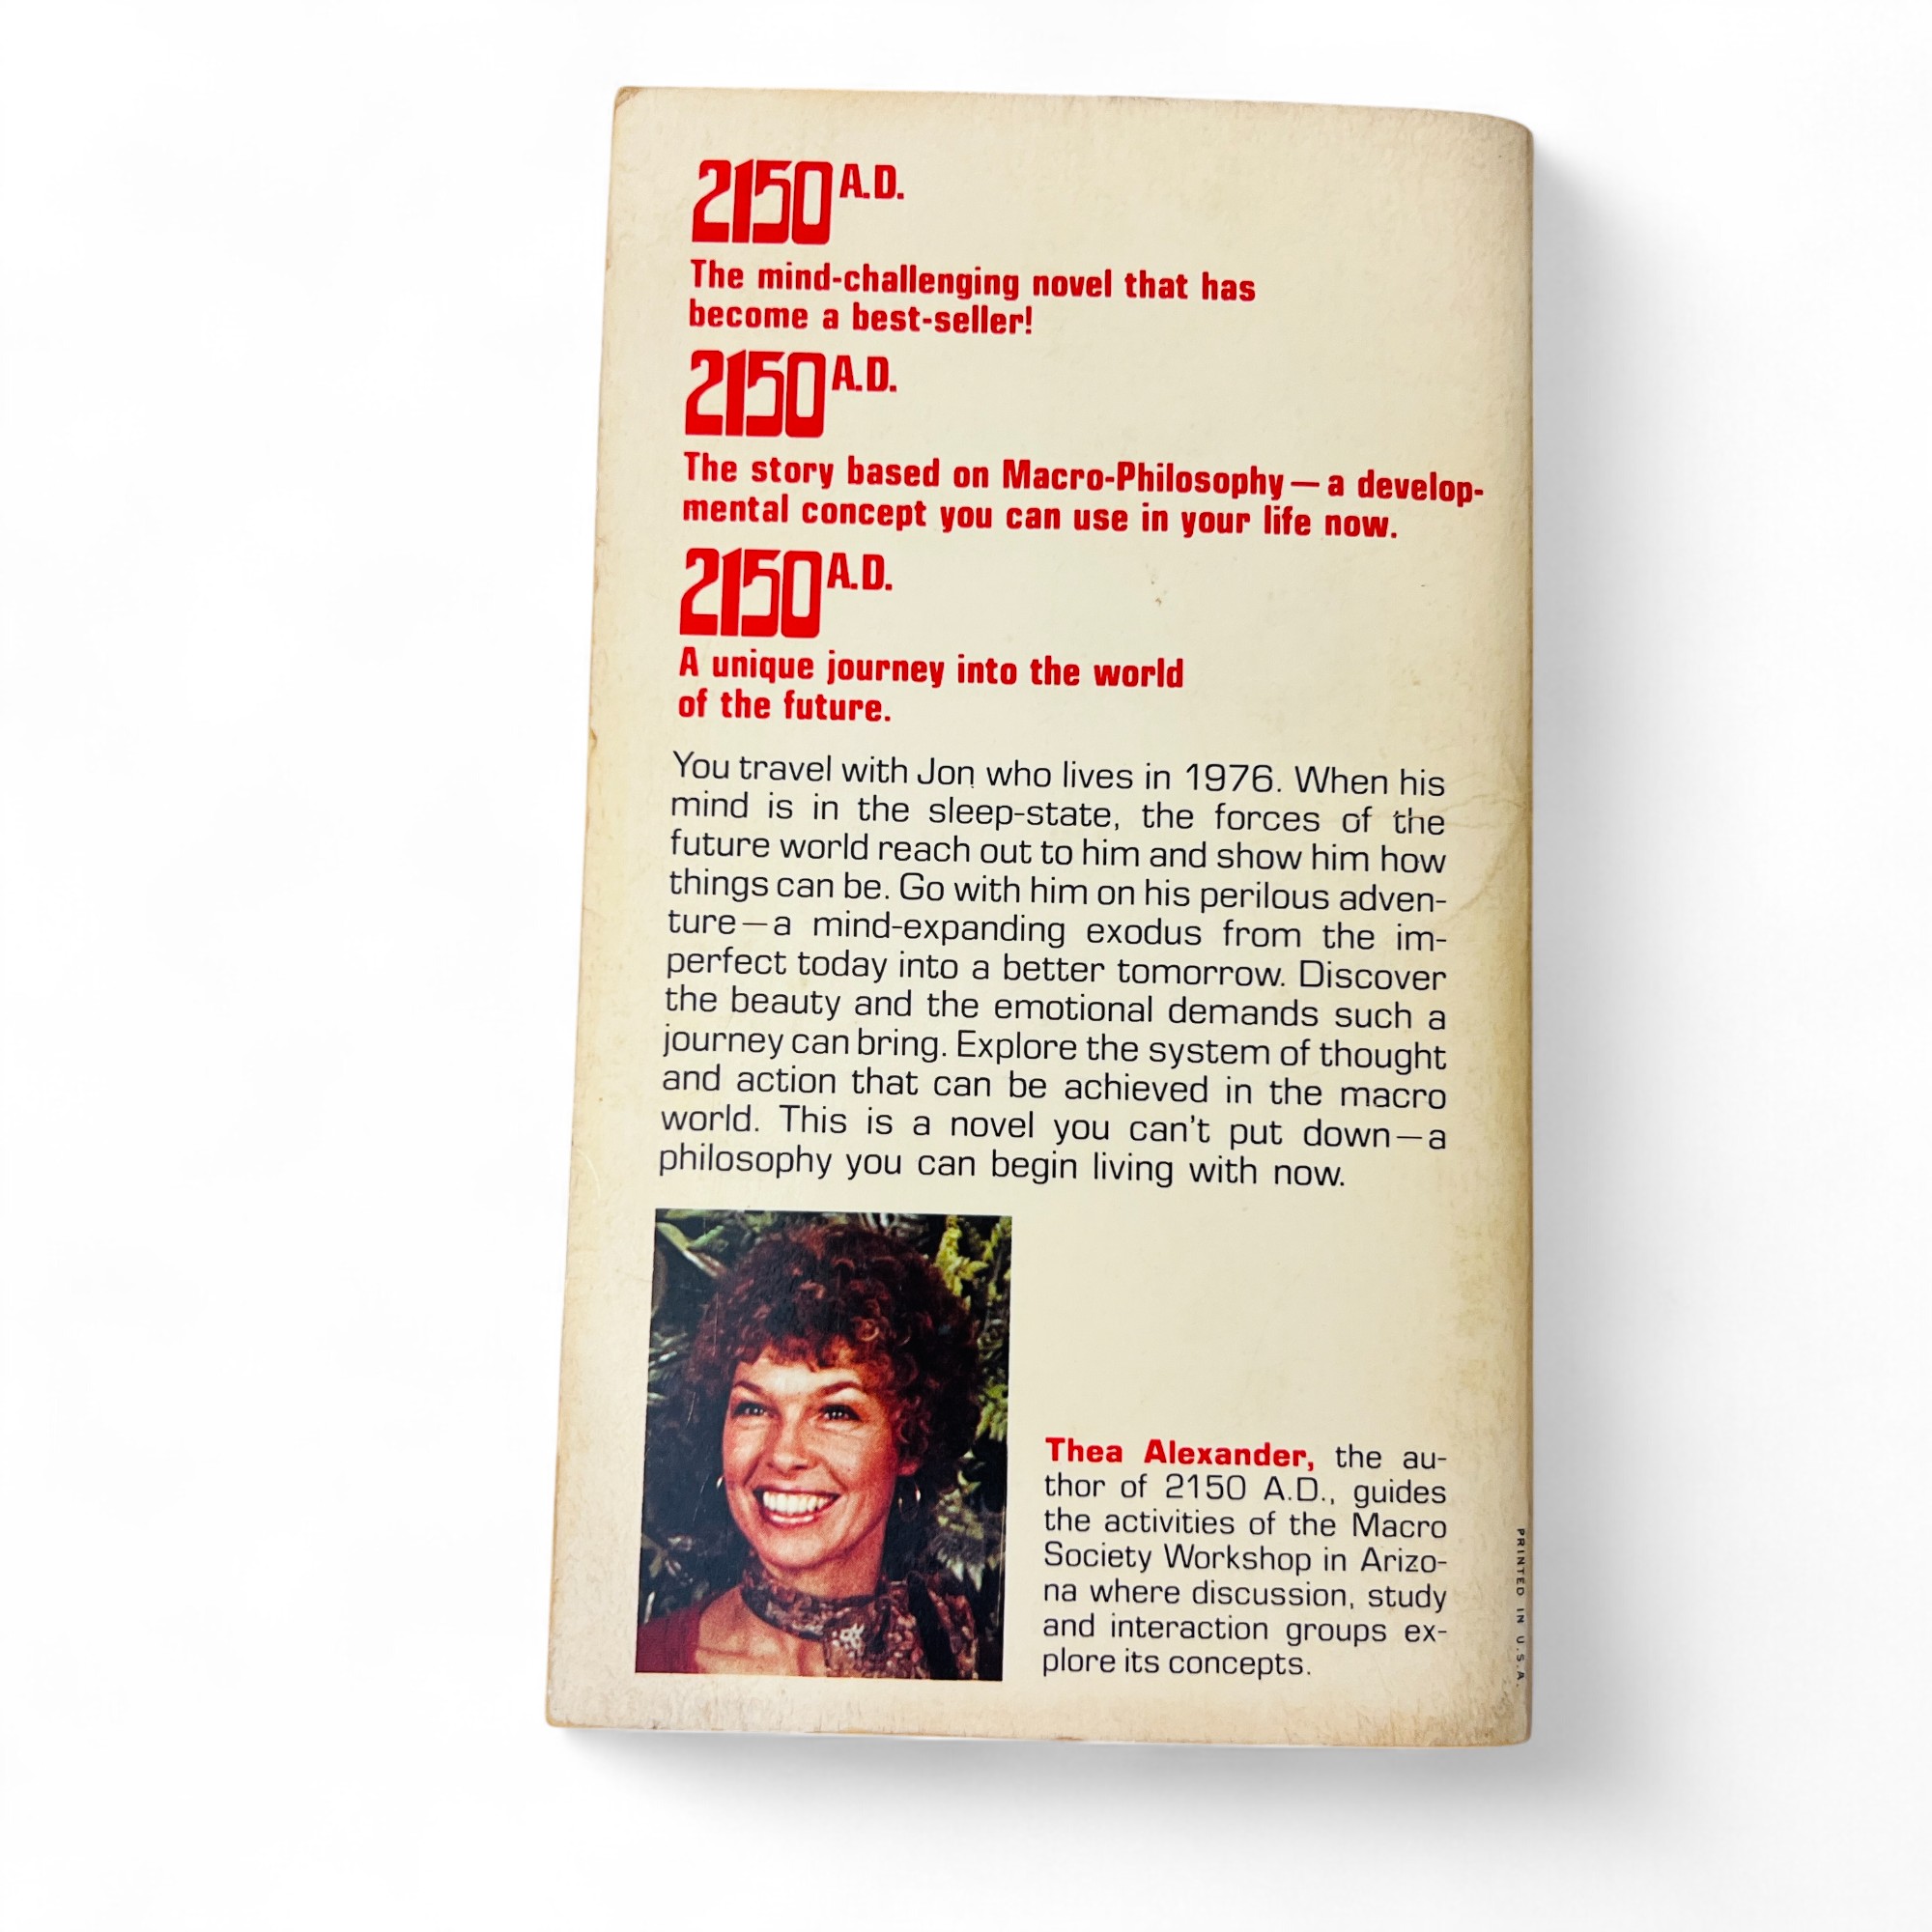 2150 A.D.
The mind-challenging novel that has
become a best-seller!
2150 A.D.
The story based on Macro-Philosophy—a develop-
mental concept you can use in your life now.
2150 A.D.
A unique journey into the world
of the future.
You travel with Jon who lives in 1976. When his
mind is in the sleep-state, the forces of the
future world reach out to him and show him how
things can be. Go with him on his perilous adven-
ture—a mind-expanding exodus from the im-
perfect today into a better tomorrow. Discover
the beauty and the emotional demands such a
journey can bring. Explore the system of thought
and action that can be achieved in the macro
world. This is a novel you can't put down—a
philosophy you can begin living with now.
Thea Alexander, the au-
thor of 2150 A.D., guides
the activities of the Macro
Society Workshop in Arizo-
na where discussion, study
and interaction groups ex-
plore its concepts.
PRINTED IN U.S.A.